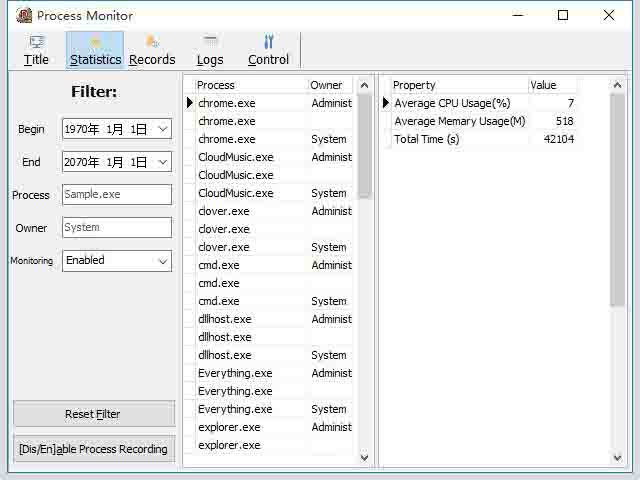 Process Monitor
Title
Statistics
Records
Logs
Control
Filter:
Begin
1970年 1月 1日
End
2070年 1月 1日
Process
Sample.exe
Owner
System
Monitoring
Enabled
Reset Filter
[Dis/En]able Process Recording
Process Owner
chrome.exe Administ
chrome.exe
chrome.exe System
CloudMusic.exe Administ
CloudMusic.exe
CloudMusic.exe System
clover.exe Administ
clover.exe
clover.exe System
cmd.exe Administ
cmd.exe
cmd.exe System
dllhost.exe Administ
dllhost.exe
dllhost.exe System
Everything.exe Administ
Everything.exe
Everything.exe System
explorer.exe Administ
explorer.exe
Property Value
Average CPU Usage(%) 7
Average Memary Usage(M) 518
Total Time (s) 42104